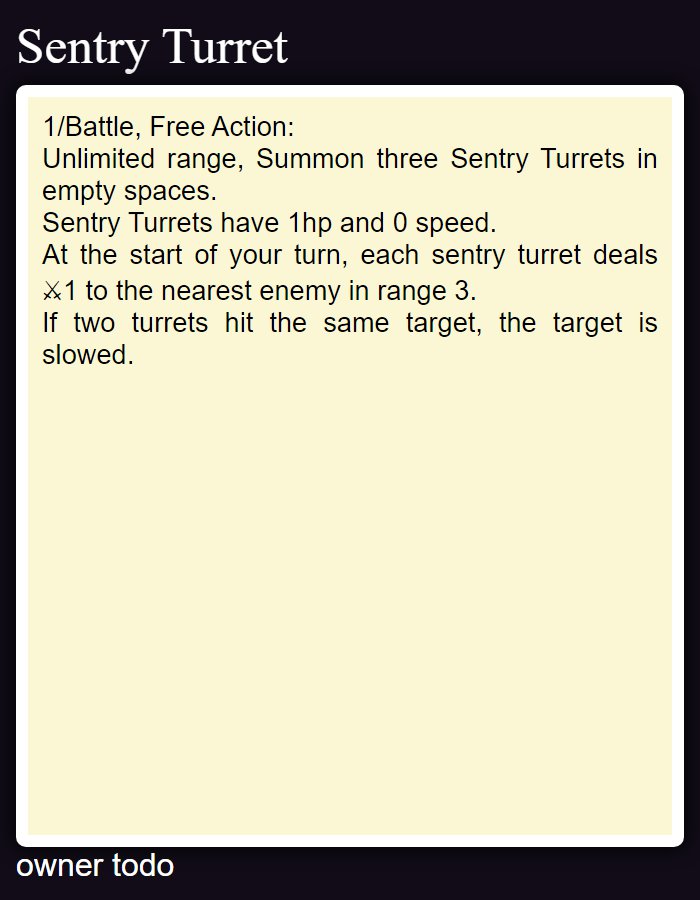 Sentry Turret
1/Battle, Free Action:
Unlimited range, Summon three Sentry Turrets in
empty spaces.
Sentry Turrets have 1hp and 0 speed.
At the start of your turn, each sentry turret deals
⚔1 to the nearest enemy in range 3.
If two turrets hit the same target, the target is
slowed.
owner todo